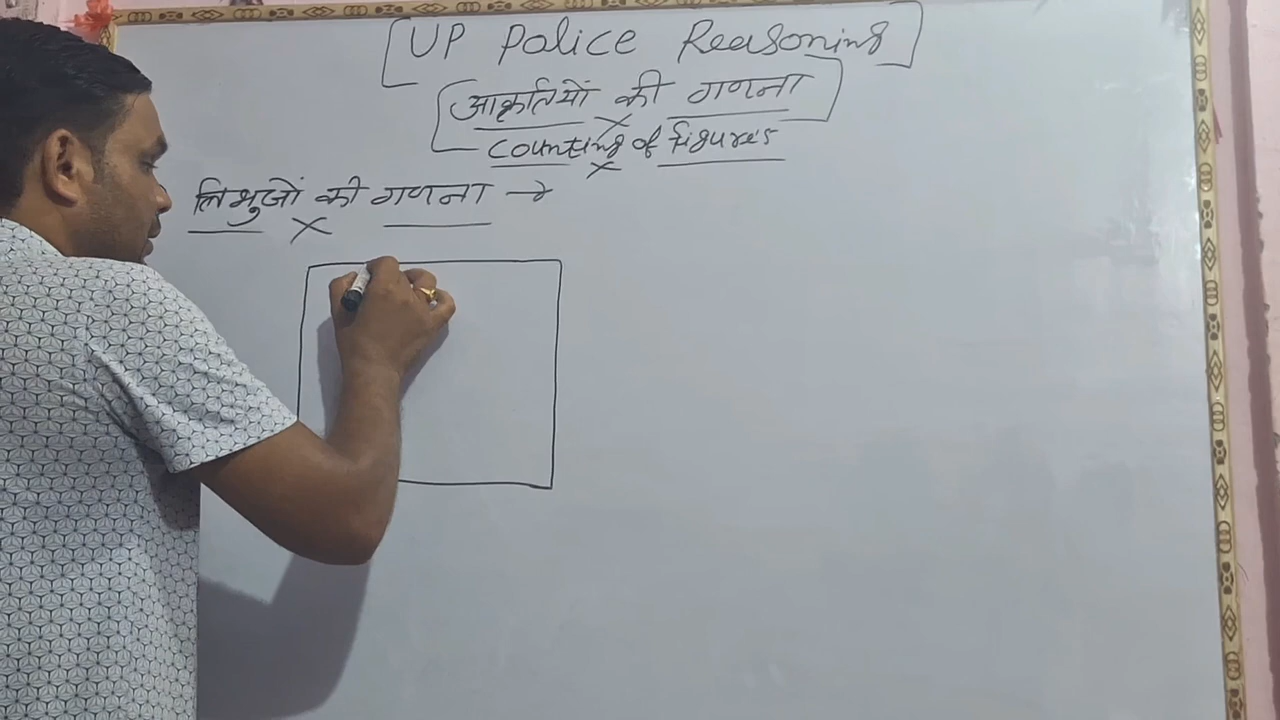 UP Police Reasoning
आकृतियों की गणना
Counting of figures
त्रिभुजों की गणना →